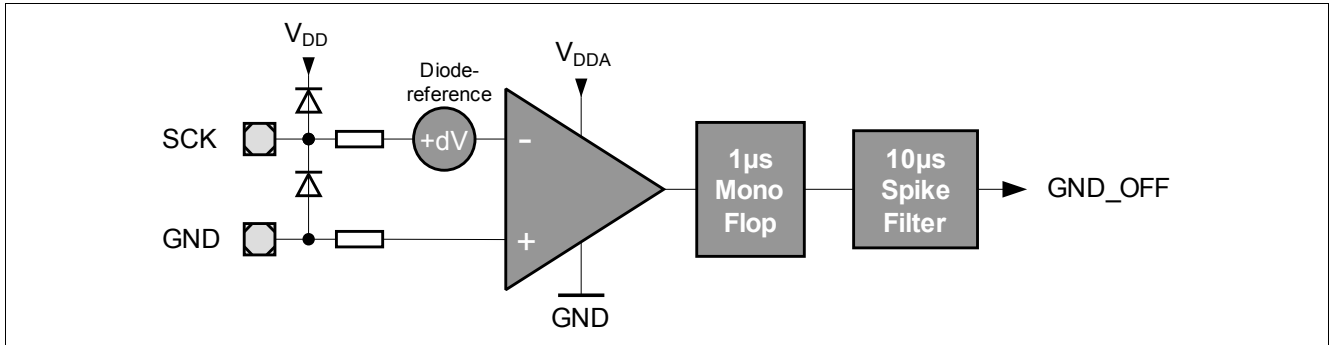 VDD
Diode-
reference
VDDA
SCK
+dV
-
GND
+
GND
1µs
Mono
Flop
10µs
Spike
Filter
GND_OFF